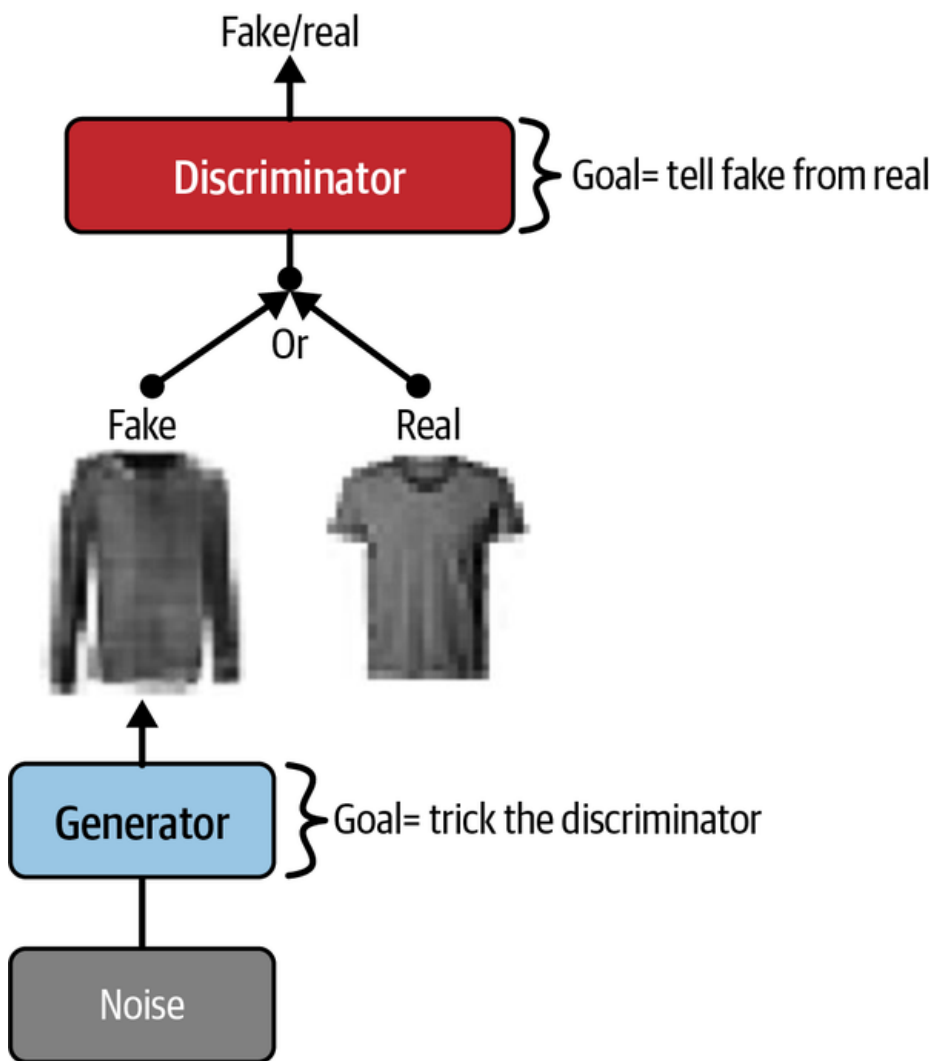 Fake/real
Discriminator
Goal= tell fake from real
Or
Fake
Real
Generator
Goal= trick the discriminator
Noise